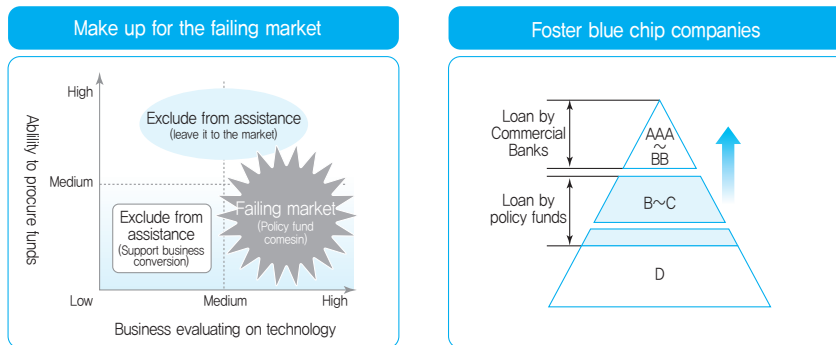 Make up for the failing market
Foster blue chip companies
Ability to procure funds
High
Medium
Low
Exclude from assistance
(leave it to the market)
Failing market
(Policy fund
comesin)
Exclude from
assistance
(Support business
conversion)
Medium
High
Business evaluating on technology
Loan by
Commercial
Banks
AAA
~
BB
Loan by
policy funds
B~C
D